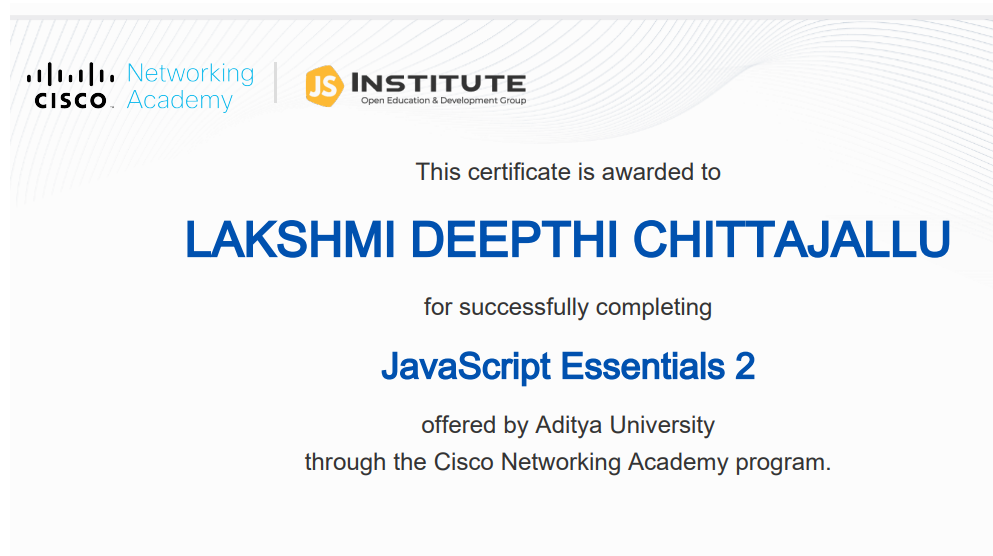 CISCO
Networking
Academy
JS INSTITUTE
Open Education & Development Group
This certificate is awarded to
LAKSHMI DEEPTHI CHITTAJALLU
for successfully completing
JavaScript Essentials 2
offered by Aditya University
through the Cisco Networking Academy program.